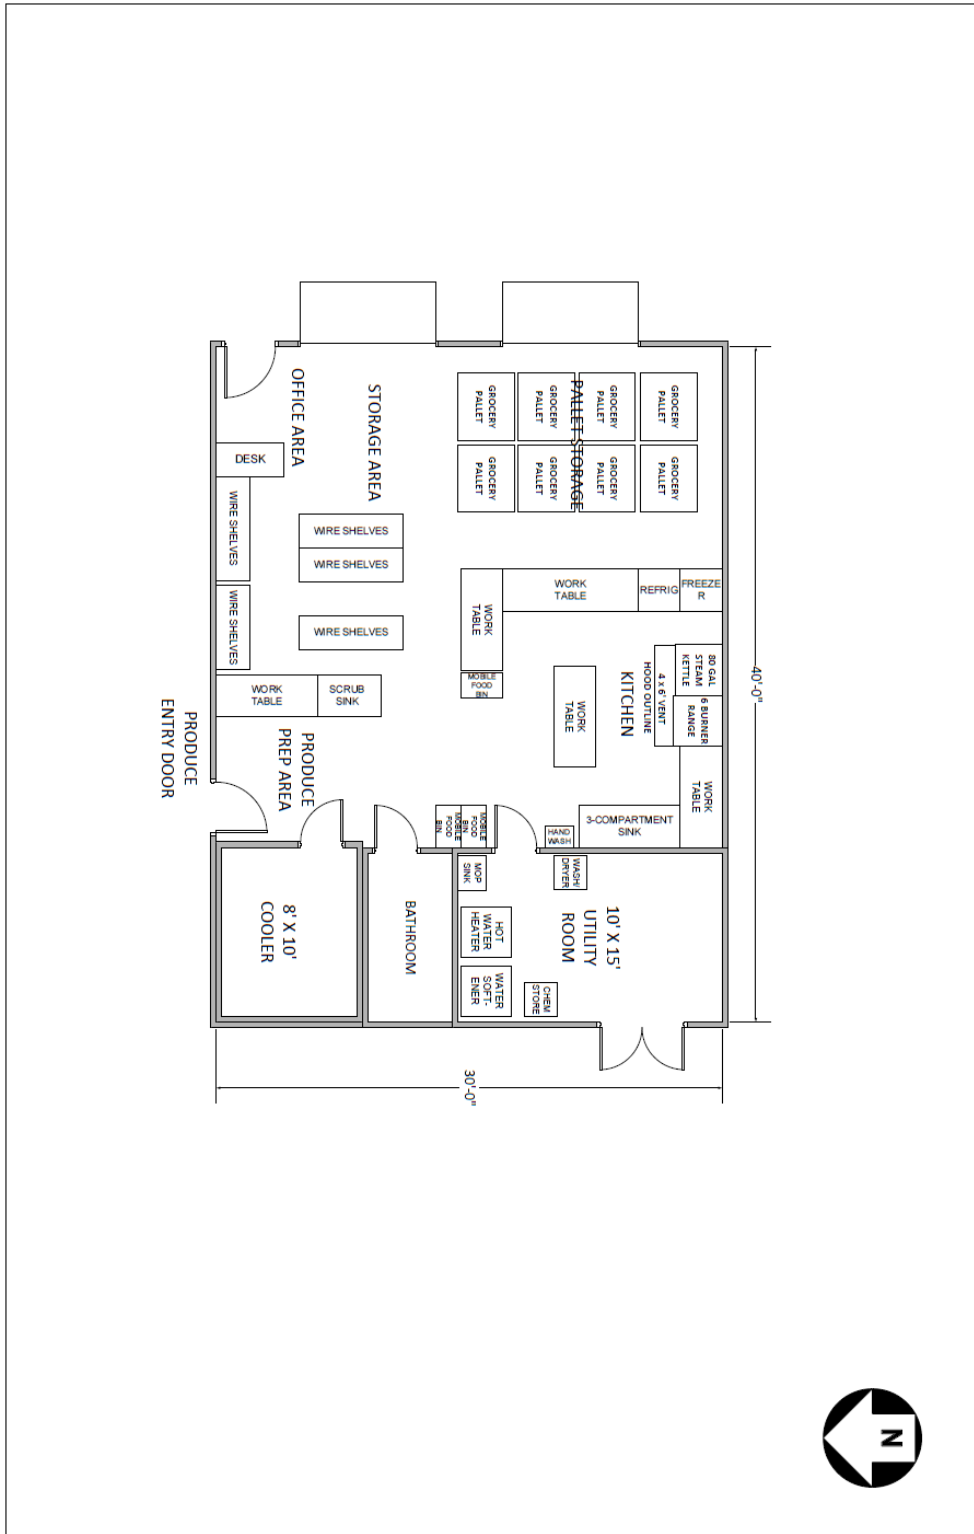 OFFICE AREA
STORAGE AREA
PALLET STORAGE
GROCERY
PALLET
GROCERY
PALLET
GROCERY
PALLET
GROCERY
PALLET
GROCERY
PALLET
GROCERY
PALLET
GROCERY
PALLET
GROCERY
PALLET
DESK
WIRE SHELVES
WIRE SHELVES
WIRE SHELVES
WIRE SHELVES
WIRE SHELVES
WORK
TABLE
REFRIG
FREEZE
R
WORK
TABLE
MOBILE
FOOD
BIN
WORK
TABLE
KITCHEN
4 x 6' VENT
HOOD OUTLINE
80 GAL
STEAM
KETTLE
6 BURNER
RANGE
WORK
TABLE
40'-0"
WORK
TABLE
SCRUB
SINK
PRODUCE
ENTRY DOOR
PRODUCE
PREP AREA
MOBILE
FOOD
BIN
MOBILE
FOOD
BIN
HAND
WASH
3-COMPARTMENT
SINK
8' X 10'
COOLER
BATHROOM
MOP
SINK
WASH/
DRYER
HOT
WATER
HEATER
WATER
SOFT-
ENER
CHEM
STORE
10' X 15'
UTILITY
ROOM
30'-0"
N